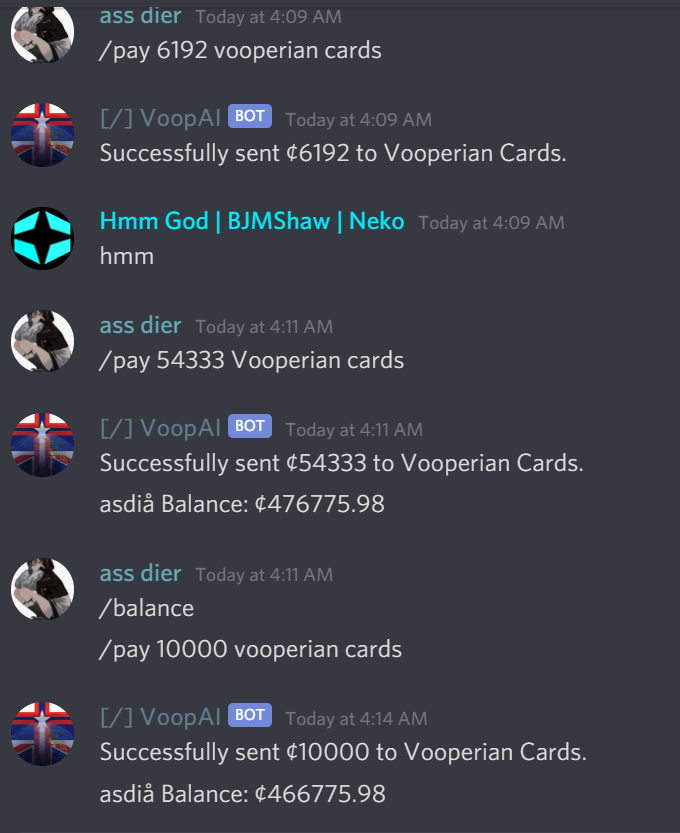 ass dier Today at 4:09 AM
/pay 6192 vooperian cards
[/] VoopAI BOT Today at 4:09 AM
Successfully sent ¢6192 to Vooperian Cards.
Hmm God | BJMShaw | Neko Today at 4:09 AM
hmm
ass dier Today at 4:11 AM
/pay 54333 Vooperian cards
[/] VoopAI BOT Today at 4:11 AM
Successfully sent ¢54333 to Vooperian Cards.
asdiå Balance: ¢476775.98
ass dier Today at 4:11 AM
/balance
/pay 10000 vooperian cards
[/] VoopAI BOT Today at 4:14 AM
Successfully sent ¢10000 to Vooperian Cards.
asdiå Balance: ¢466775.98